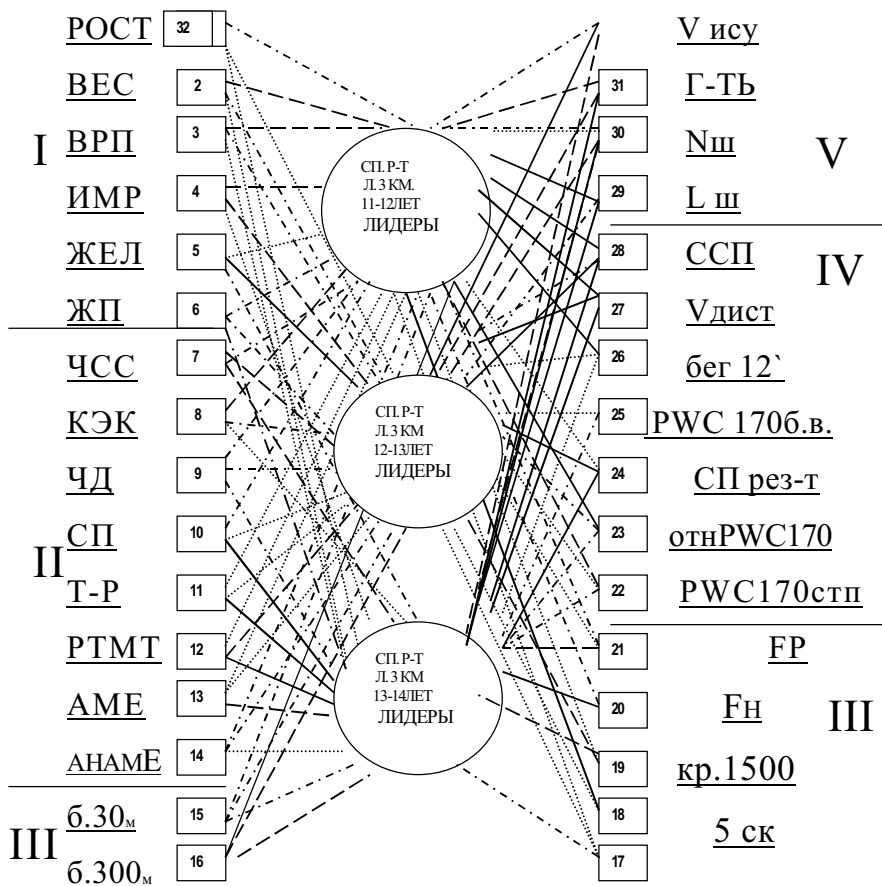 РОСТ 32
ВЕС 2
I
ВРП 3
ИМР 4
ЖЕЛ 5
ЖП 6
ЧСС 7
КЭК 8
ЧД 9
СП 10
II
Т-Р 11
РТМТ 12
АМЕ 13
АНАМЕ 14
б.30м 15
III
б.300м 16
СП. Р-Т
Л. 3 КМ.
11-12ЛЕТ
ЛИДЕРЫ
СП. Р-Т
Л. 3 КМ
12-13ЛЕТ
ЛИДЕРЫ
СП. Р-Т
Л. 3 КМ
13-14ЛЕТ
ЛИДЕРЫ
V ису
31 Г-ТЬ
30 Nш
V
29 L ш
28 ССП
IV
27 Vдист
26 бег 12`
25 PWC 170б.в.
24 СП рез-т
23 отнPWC170
22 PWC170стп
21 FP
20 Fн
III
19 кр.1500
18 5 ск
17